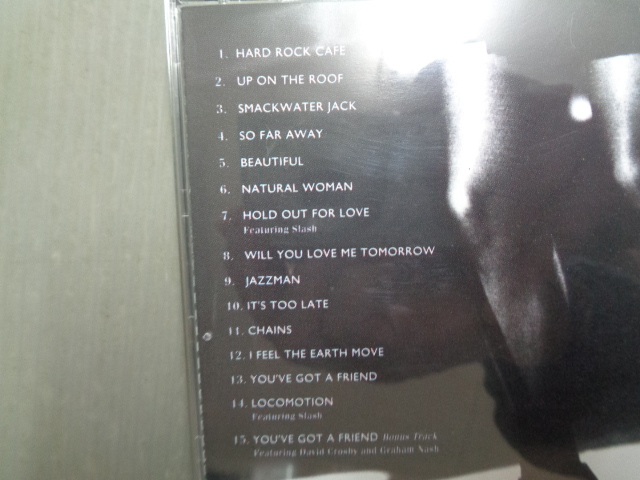 1. HARD ROCK CAFE
2. UP ON THE ROOF
3. SMACKWATER JACK
4. SO FAR AWAY
5. BEAUTIFUL
6. NATURAL WOMAN
7. HOLD OUT FOR LOVE
Featuring Slash
8. WILL YOU LOVE ME TOMORROW
9. JAZZMAN
10. IT'S TOO LATE
11. CHAINS
12. I FEEL THE EARTH MOVE
13. YOU'VE GOT A FRIEND
14. LOCOMOTION
Featuring Slash
15. YOU'VE GOT A FRIEND Bonus Track
Featuring David Crosby and Graham Nash